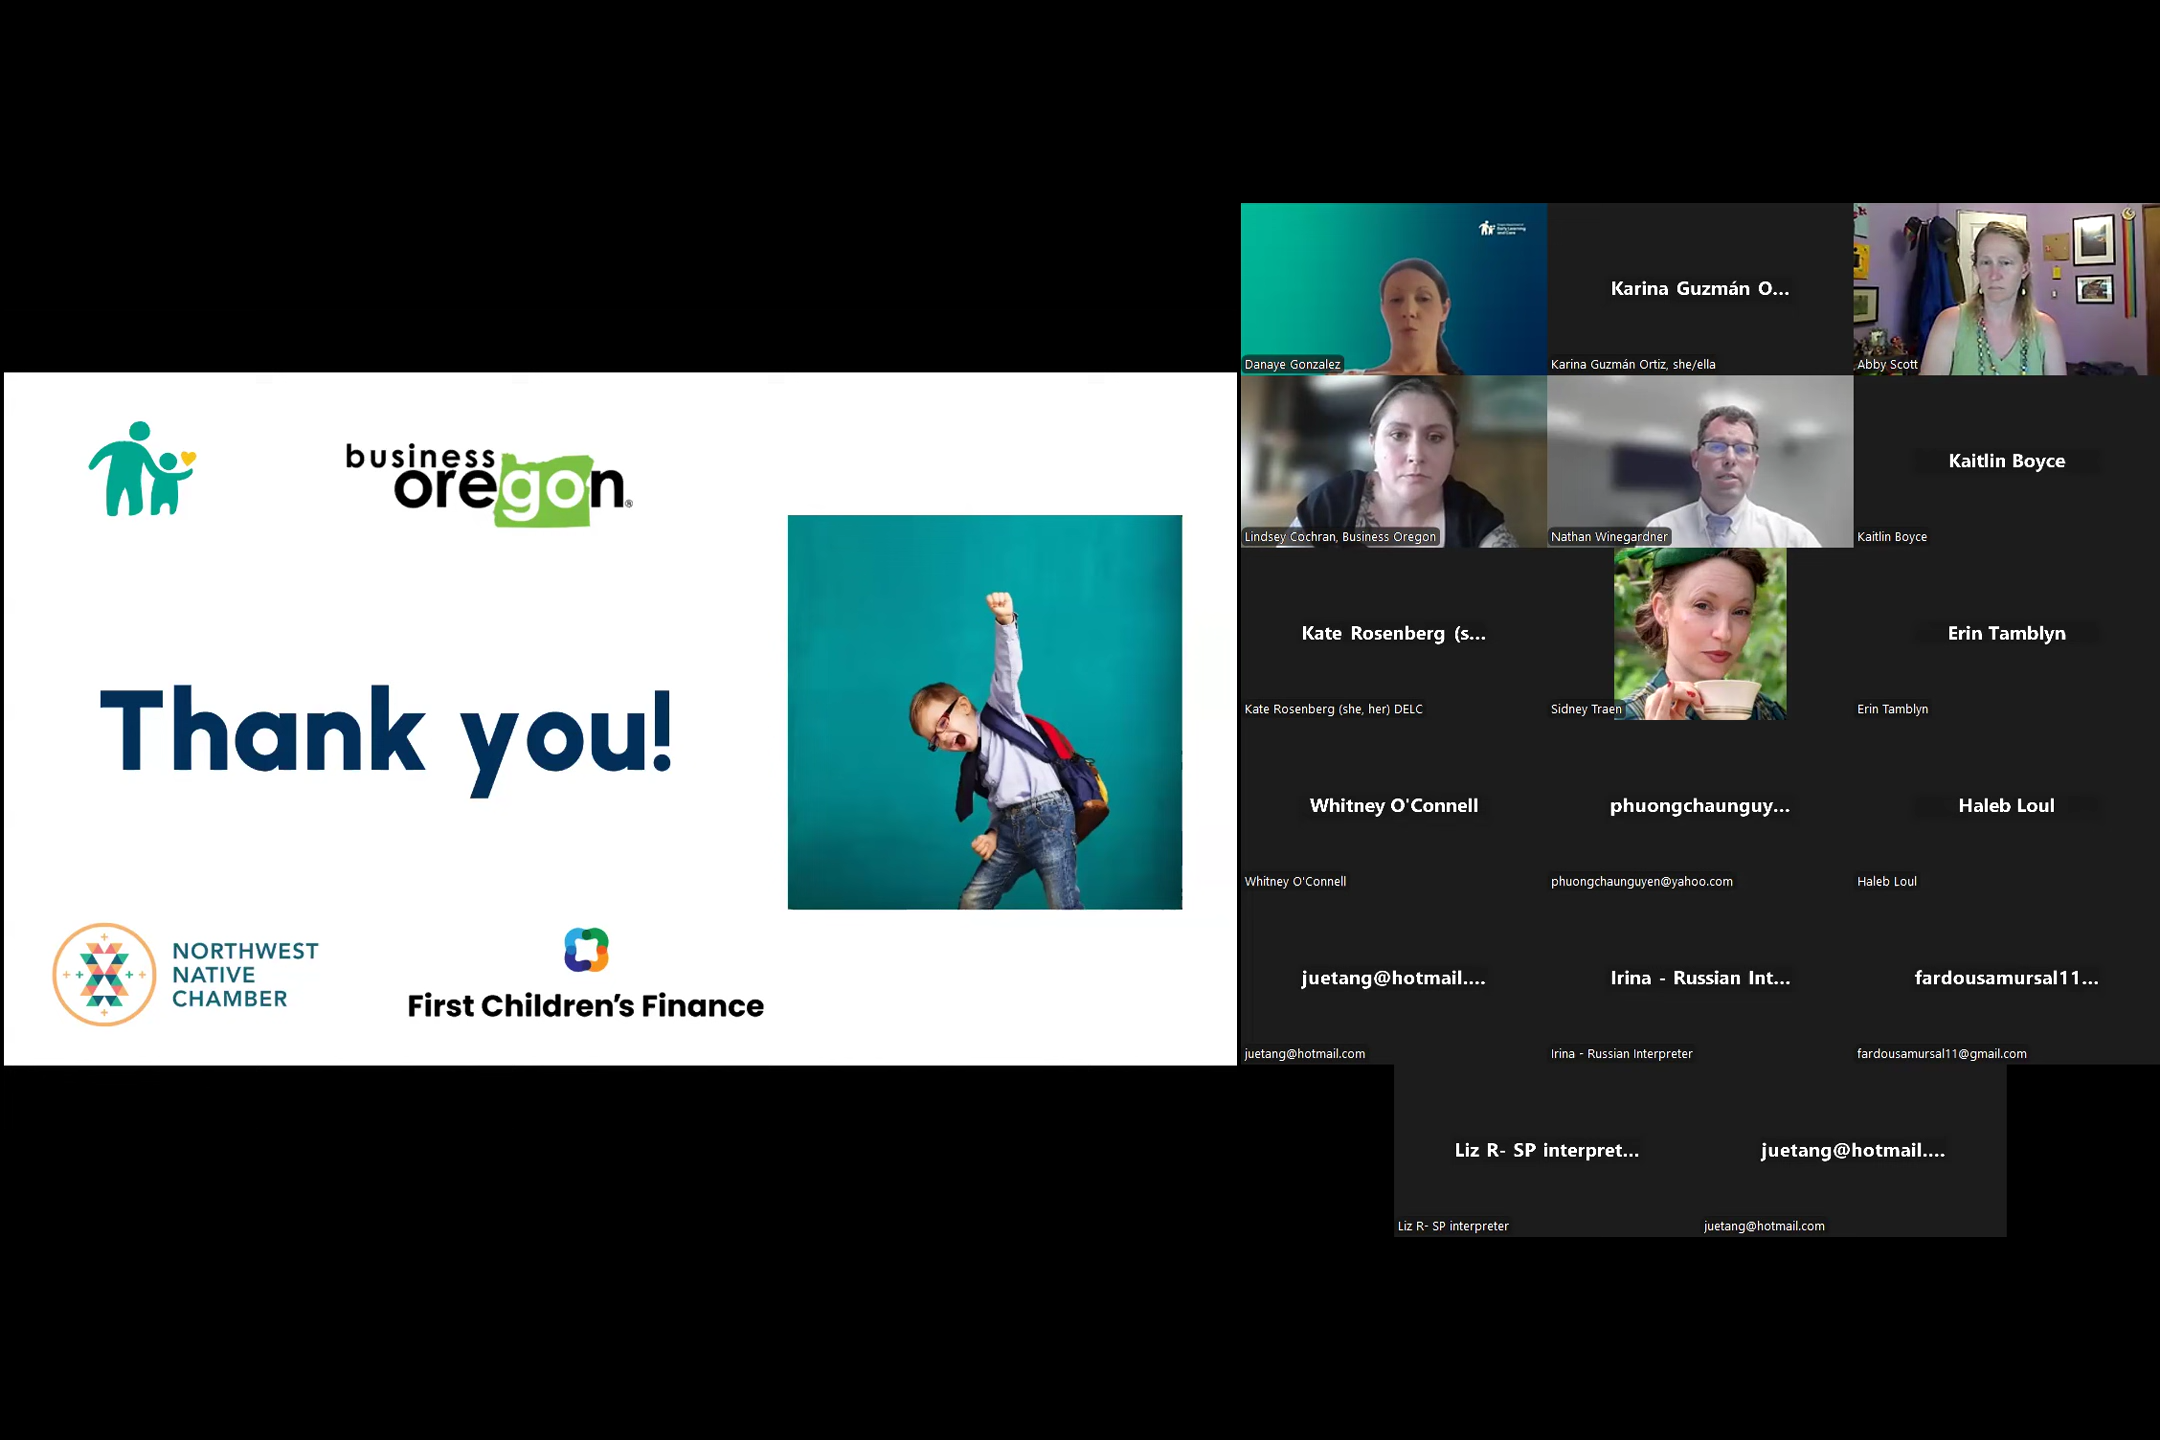 business
oregon®
Thank you!
NORTHWEST
NATIVE
CHAMBER
First Children's Finance
Early Learning
and Care
Danaye Gonzalez
Karina Guzmán O...
Karina Guzmán Ortiz, she/ella
Abby Scott
Lindsey Cochran, Business Oregon
Nathan Winegardner
Kaitlin Boyce
Kaitlin Boyce
Kate Rosenberg (s...
Kate Rosenberg (she, her) DELC
Sidney Traen
Erin Tamblyn
Erin Tamblyn
Whitney O'Connell
Whitney O'Connell
phuongchaunguy...
phuongchaunguyen@yahoo.com
Haleb Loul
Haleb Loul
juetang@hotmail....
juetang@hotmail.com
Irina - Russian Int...
Irina - Russian Interpreter
fardousamursal11...
fardousamursal11@gmail.com
Liz R- SP interpret...
Liz R- SP interpreter
juetang@hotmail....
juetang@hotmail.com